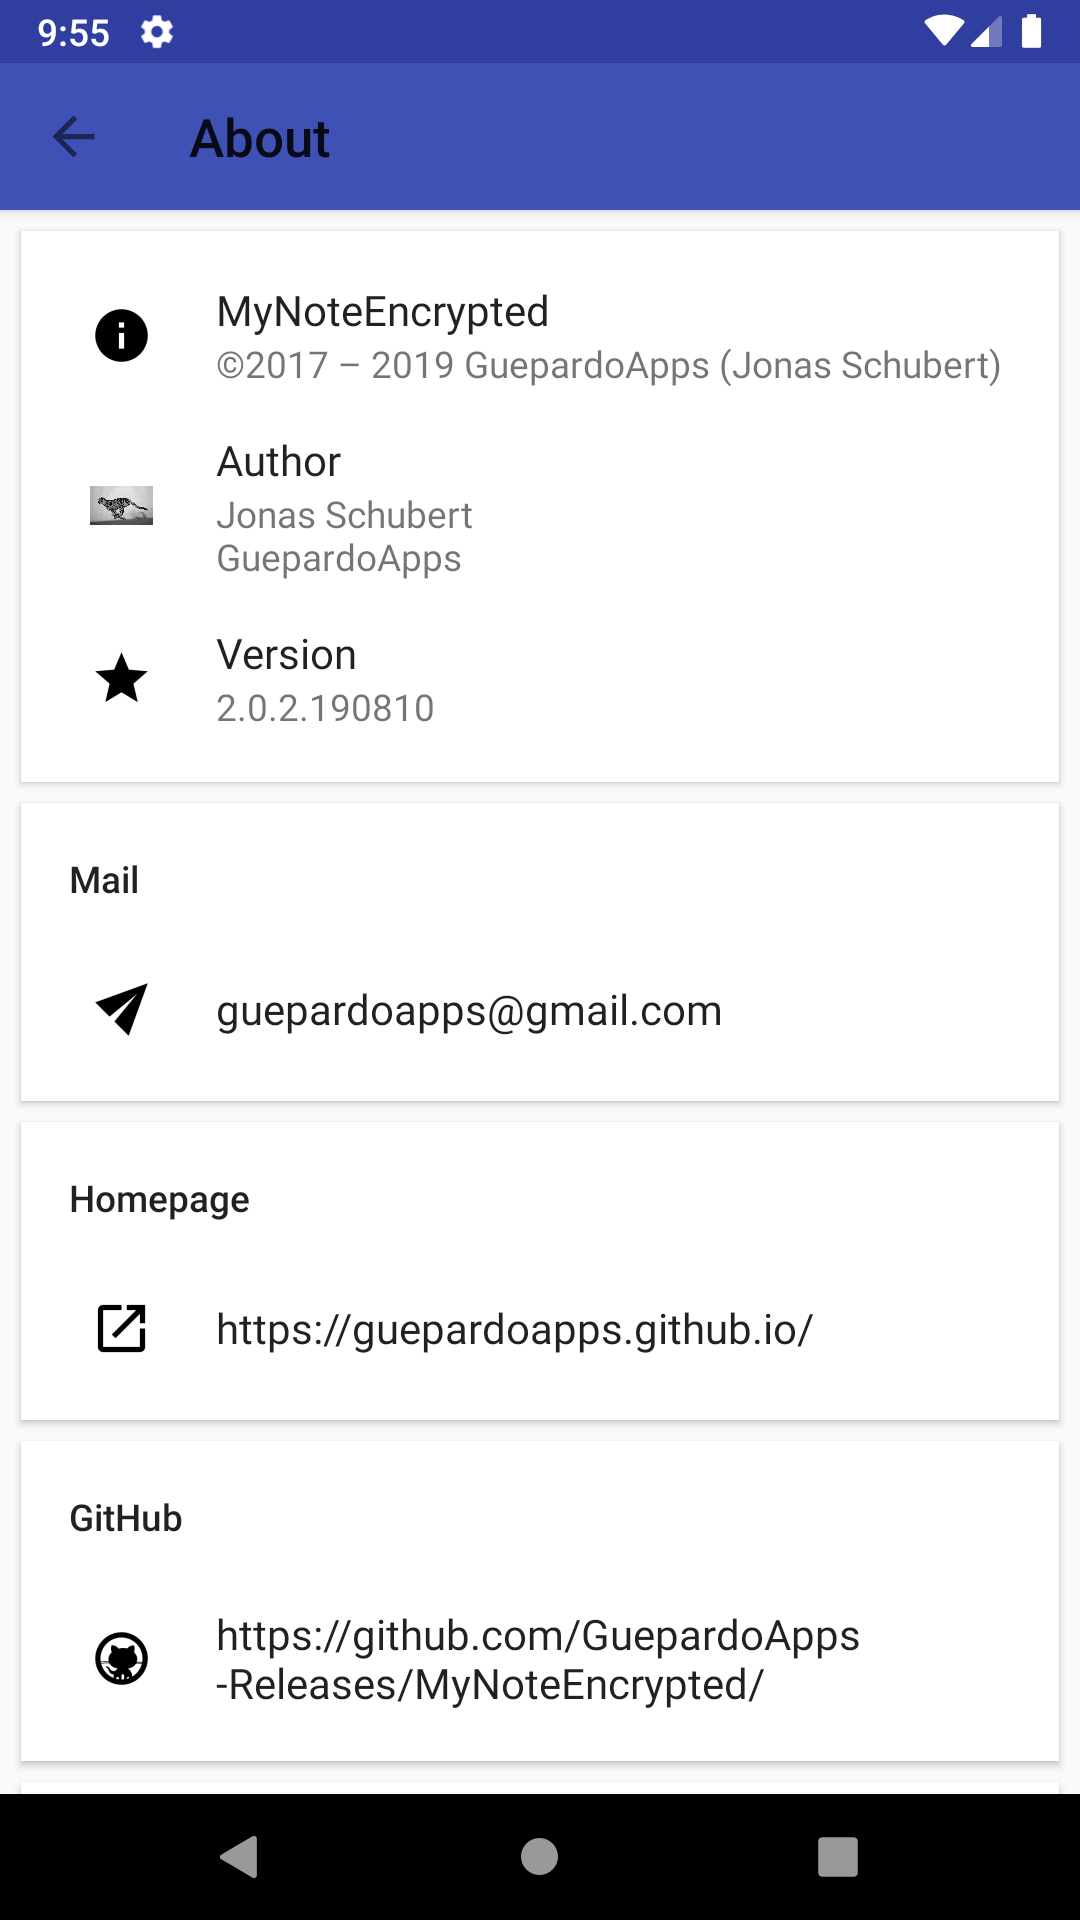 9:55
About
MyNoteEncrypted
©2017 – 2019 GuepardoApps (Jonas Schubert)
Author
Jonas Schubert
GuepardoApps
Version
2.0.2.190810
Mail
guepardoapps@gmail.com
Homepage
https://guepardoapps.github.io/
GitHub
https://github.com/GuepardoApps
-Releases/MyNoteEncrypted/